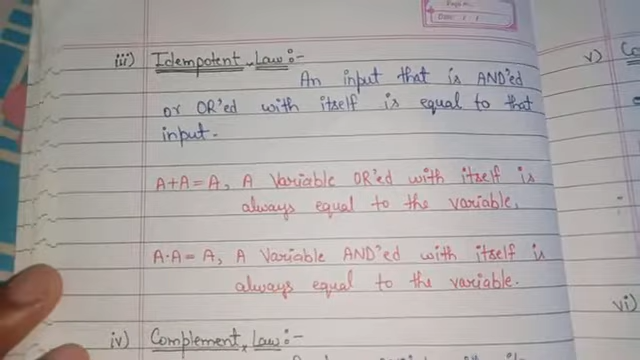 iii) Idempotent Law:-
An input that is AND'ed
or OR'ed with itself is equal to that
input.
A+A=A, A Variable OR'ed with itself is
always equal to the variable.
A·A=A, A Variable AND'ed with itself is
always equal to the variable.
iv) Complement Law:-
v)
vi)